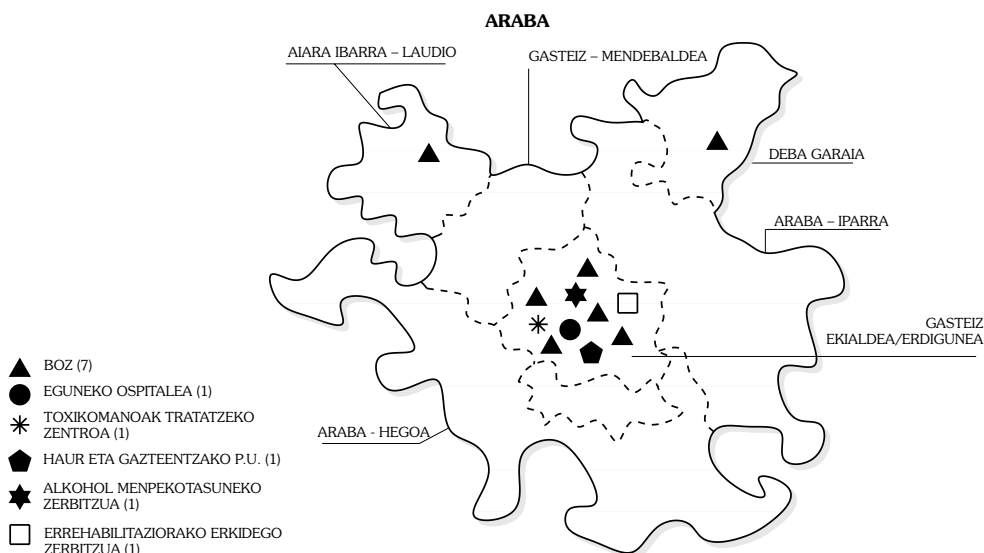 ARABA
AIARA IBARRA – LAUDIO
GASTEIZ – MENDEBALDEA
DEBA GARAIA
ARABA – IPARRA
GASTEIZ
EKIALDEA/ERDIGUNEA
ARABA - HEGOA
BOZ (7)
EGUNEKO OSPITALEA (1)
TOXIKOMANOAK TRATATZEKO
ZENTROA (1)
HAUR ETA GAZTEENTZAKO P.U. (1)
ALKOHOL MENPEKOTASUNEKO
ZERBITZUA (1)
ERREHABILITAZIORAKO ERKIDEGO
ZERBITZUA (1)